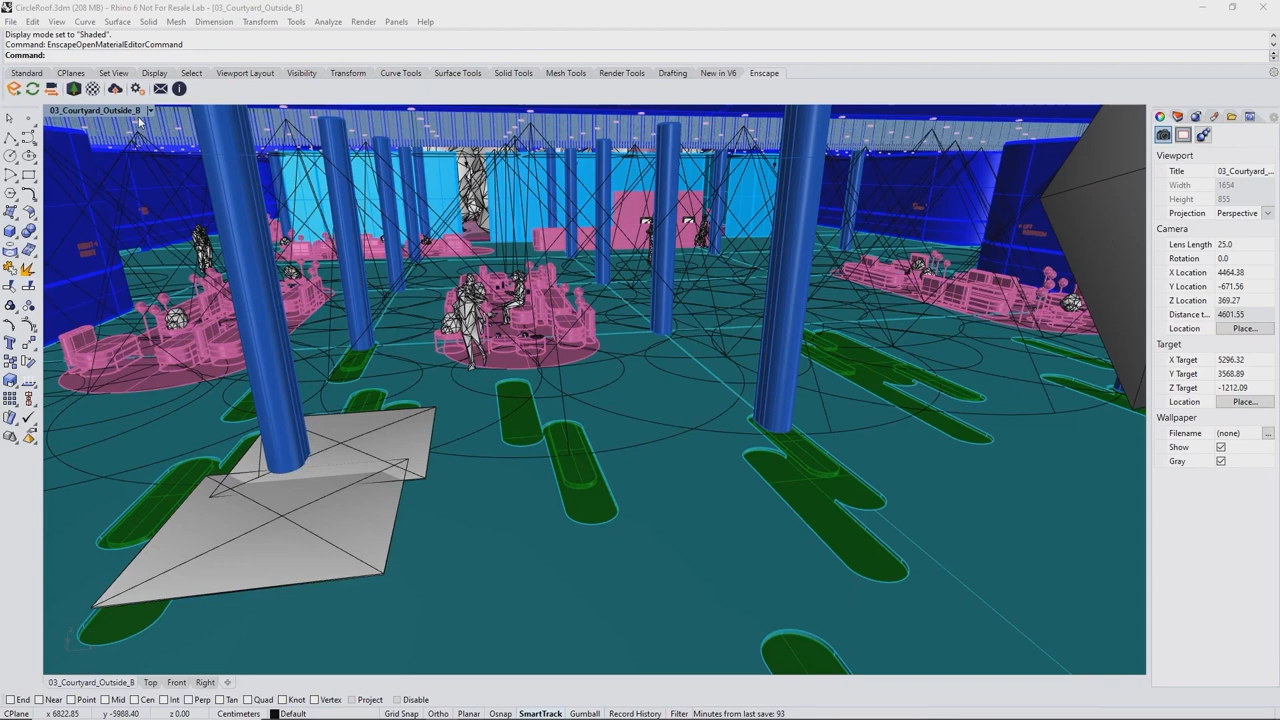 CircleRoof.3dm (208 MB) - Rhino 6 Not For Resale Lab - [03_Courtyard_Outside_B]
File Edit View Curve Surface Solid Mesh Dimension Transform Tools Analyze Render Panels Help
Display mode set to "Shaded".
Command: EnscapeOpenMaterialEditorCommand
Command:
Standard CPlanes Set View Display Select Viewport Layout Visibility Transform Curve Tools Surface Tools Solid Tools Mesh Tools Render Tools Drafting New in V6 Enscape
03_Courtyard_Outside_B
Viewport
Title 03_Courtyard_...
Width 1654
Height 855
Projection Perspective
Camera
Lens Length 25.0
Rotation 0.0
X Location 4464.38
Y Location -671.56
Z Location 369.27
Distance t... 4601.55
Location Place...
Target
X Target 5296.32
Y Target 3568.89
Z Target -1212.09
Location Place...
Wallpaper
Filename (none) ...
Show
Gray
03_Courtyard_Outside_B Top Front Right
End Near Point Mid Cen Int Perp Tan Quad Knot Vertex Project Disable
CPlane x 6822.85 y -5988.40 z 0.00 Centimeters Default Grid Snap Ortho Planar Osnap SmartTrack Gumball Record History Filter Minutes from last save: 93